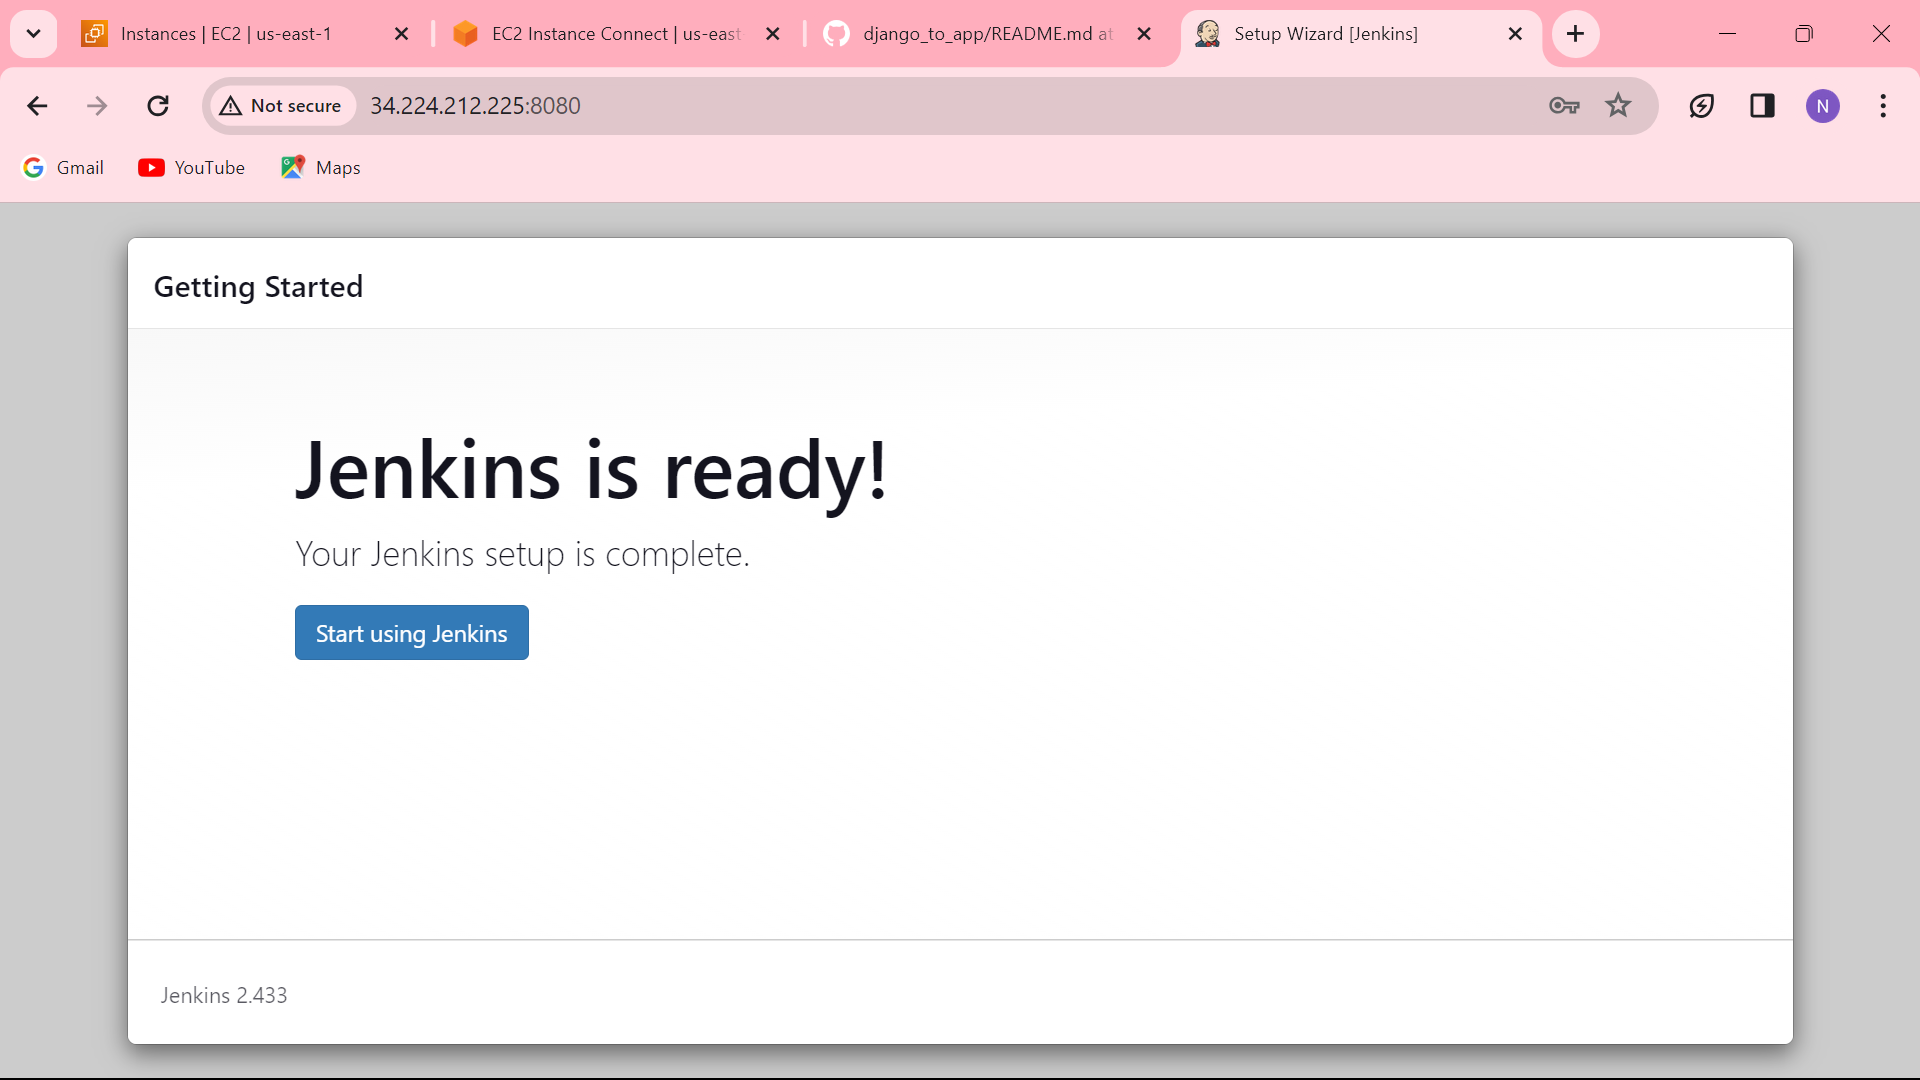 Instances | EC2 | us-east-1
EC2 Instance Connect | us-east
django_to_app/README.md at
Setup Wizard [Jenkins]
Not secure
34.224.212.225:8080
N
Gmail
YouTube
Maps
Getting Started
Jenkins is ready!
Your Jenkins setup is complete.
Start using Jenkins
Jenkins 2.433